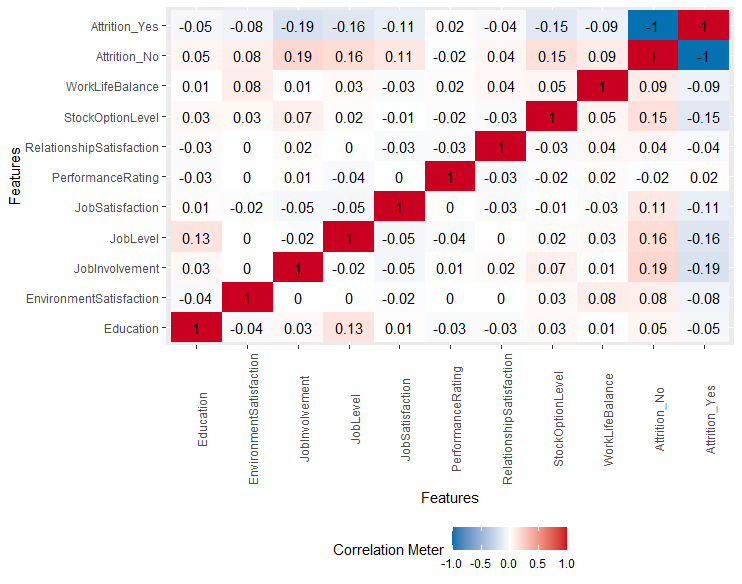 Attrition_Yes -0.05 -0.08 -0.19 -0.16 -0.11 0.02 -0.04 -0.15 -0.09 -1 1
Attrition_No 0.05 0.08 0.19 0.16 0.11 -0.02 0.04 0.15 0.09 1 -1
WorkLifeBalance 0.01 0.08 0.01 0.03 -0.03 0.02 0.04 0.05 1 0.09 -0.09
StockOptionLevel 0.03 0.03 0.07 0.02 -0.01 -0.02 -0.03 1 0.05 0.15 -0.15
RelationshipSatisfaction -0.03 0 0.02 0 -0.03 -0.03 1 -0.03 0.04 0.04 -0.04
PerformanceRating -0.03 0 0.01 -0.04 0 1 -0.03 -0.02 0.02 -0.02 0.02
JobSatisfaction 0.01 -0.02 -0.05 -0.05 1 0 -0.03 -0.01 -0.03 0.11 -0.11
JobLevel 0.13 0 -0.02 1 -0.05 -0.04 0 0.02 0.03 0.16 -0.16
JobInvolvement 0.03 0 1 -0.02 -0.05 0.01 0.02 0.07 0.01 0.19 -0.19
EnvironmentSatisfaction -0.04 1 0 0 -0.02 0 0 0.03 0.08 0.08 -0.08
Education 1 -0.04 0.03 0.13 0.01 -0.03 -0.03 0.03 0.01 0.05 -0.05
Features
Education
EnvironmentSatisfaction
JobInvolvement
JobLevel
JobSatisfaction
PerformanceRating
RelationshipSatisfaction
StockOptionLevel
WorkLifeBalance
Attrition_No
Attrition_Yes
Features
Correlation Meter
-1.0 -0.5 0.0 0.5 1.0